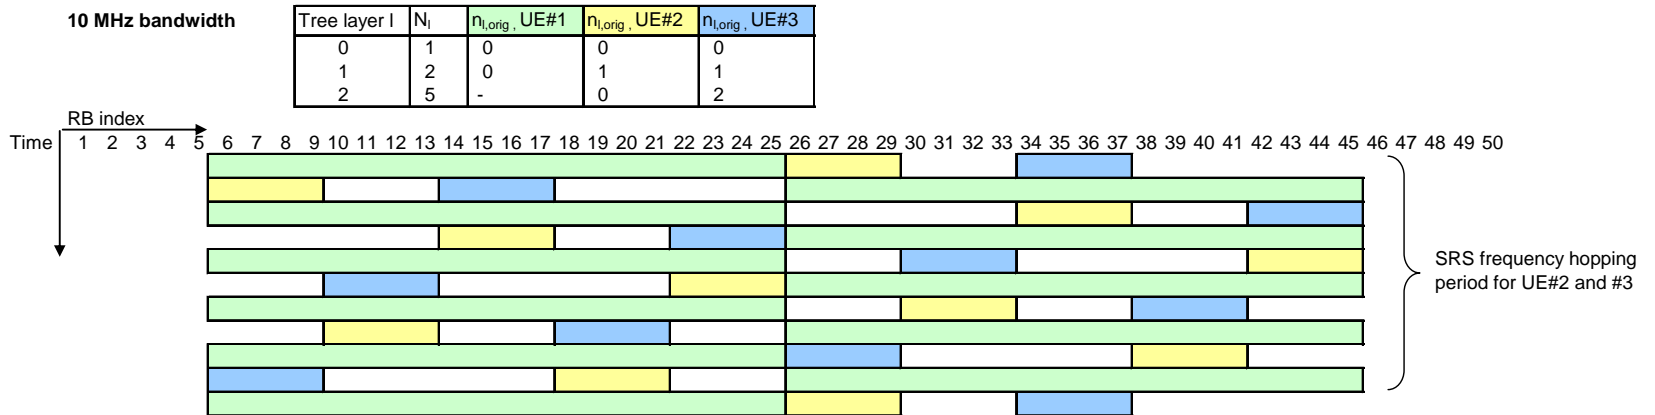 10 MHz bandwidth
Tree layer l Nl nl,orig , UE#1 nl,orig , UE#2 nl,orig , UE#3
0 1 0 0 0
1 2 0 1 1
2 5 - 0 2
RB index
Time 1 2 3 4 5 6 7 8 9 10 11 12 13 14 15 16 17 18 19 20 21 22 23 24 25 26 27 28 29 30 31 32 33 34 35 36 37 38 39 40 41 42 43 44 45 46 47 48 49 50
SRS frequency hopping
period for UE#2 and #3